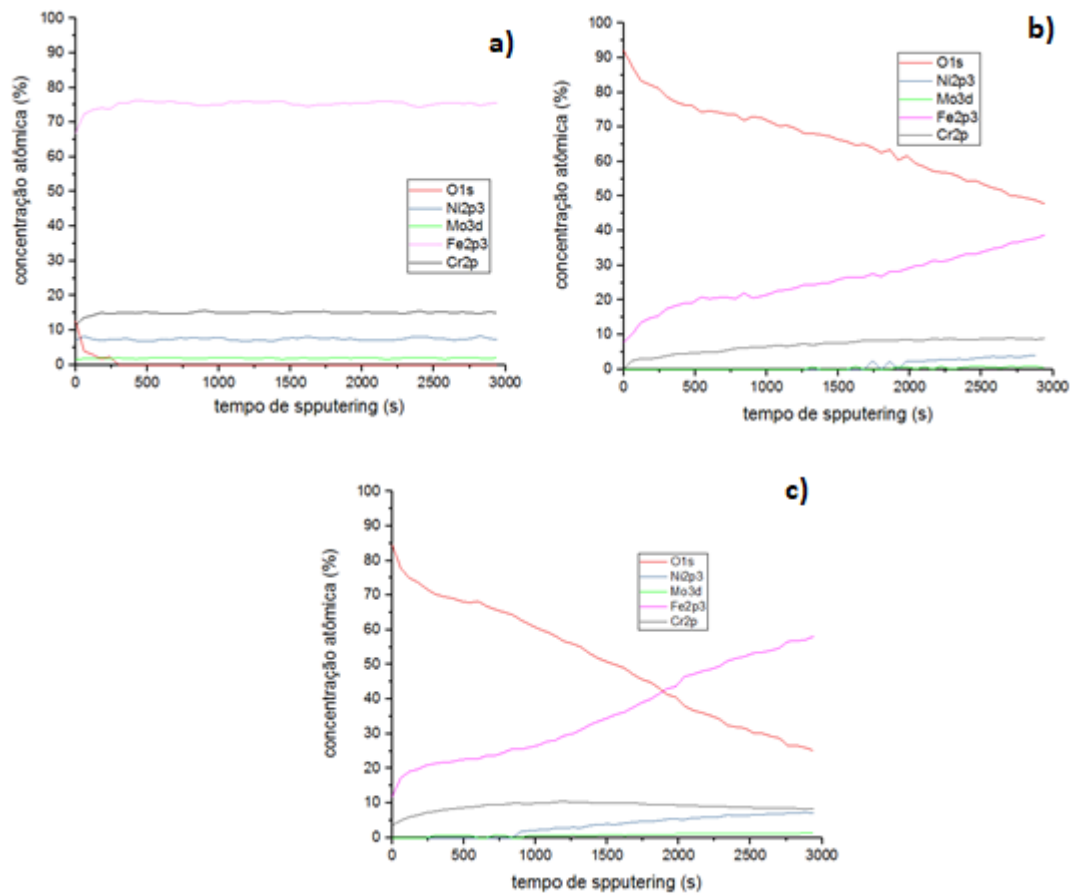 a)
concentração atômica (%)
100
90
80
70
60
50
40
30
20
10
0
O1s
Ni2p3
Mo3d
Fe2p3
Cr2p
0 500 1000 1500 2000 2500 3000
tempo de spputering (s)
b)
concentração atômica (%)
100
90
80
70
60
50
40
30
20
10
0
O1s
Ni2p3
Mo3d
Fe2p3
Cr2p
0 500 1000 1500 2000 2500 3000
tempo de spputering (s)
c)
concentração atômica (%)
100
90
80
70
60
50
40
30
20
10
0
O1s
Ni2p3
Mo3d
Fe2p3
Cr2p
0 500 1000 1500 2000 2500 3000
tempo de spputering (s)